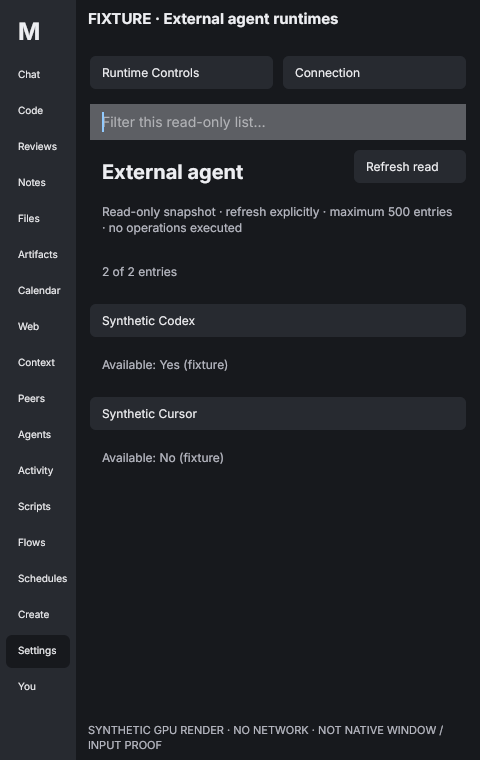 M
FIXTURE · External agent runtimes
Chat
Code
Reviews
Notes
Files
Artifacts
Calendar
Web
Context
Peers
Agents
Activity
Scripts
Flows
Schedules
Create
Settings
You
Runtime Controls
Connection
Filter this read-only list...
External agent
Refresh read
Read-only snapshot · refresh explicitly · maximum 500 entries
· no operations executed
2 of 2 entries
Synthetic Codex
Available: Yes (fixture)
Synthetic Cursor
Available: No (fixture)
SYNTHETIC GPU RENDER · NO NETWORK · NOT NATIVE WINDOW /
INPUT PROOF